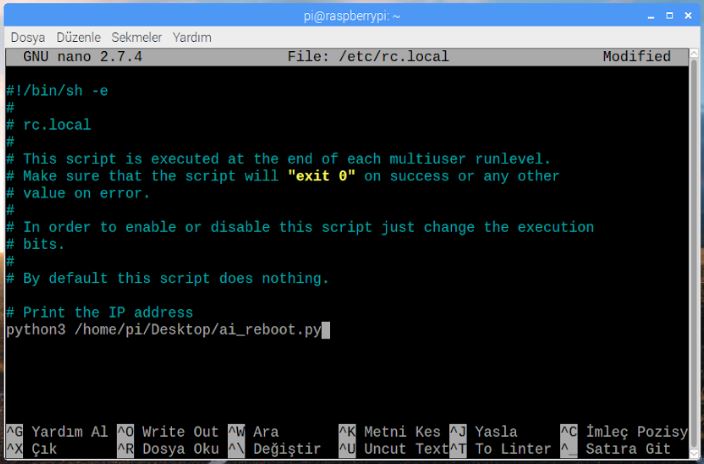 pi@raspberrypi: ~
Dosya Düzenle Sekmeler Yardım
GNU nano 2.7.4 File: /etc/rc.local Modified
#!/bin/sh -e
#
# rc.local
#
# This script is executed at the end of each multiuser runlevel.
# Make sure that the script will "exit 0" on success or any other
# value on error.
#
# In order to enable or disable this script just change the execution
# bits.
#
# By default this script does nothing.
# Print the IP address
python3 /home/pi/Desktop/ai_reboot.py
^G Yardım Al ^O Write Out ^W Ara ^K Metni Kes ^J Yasla ^C İmleç Pozisy
^X Çık ^R Dosya Oku ^\ Değiştir ^U Uncut Text ^T To Linter ^_ Satıra Git